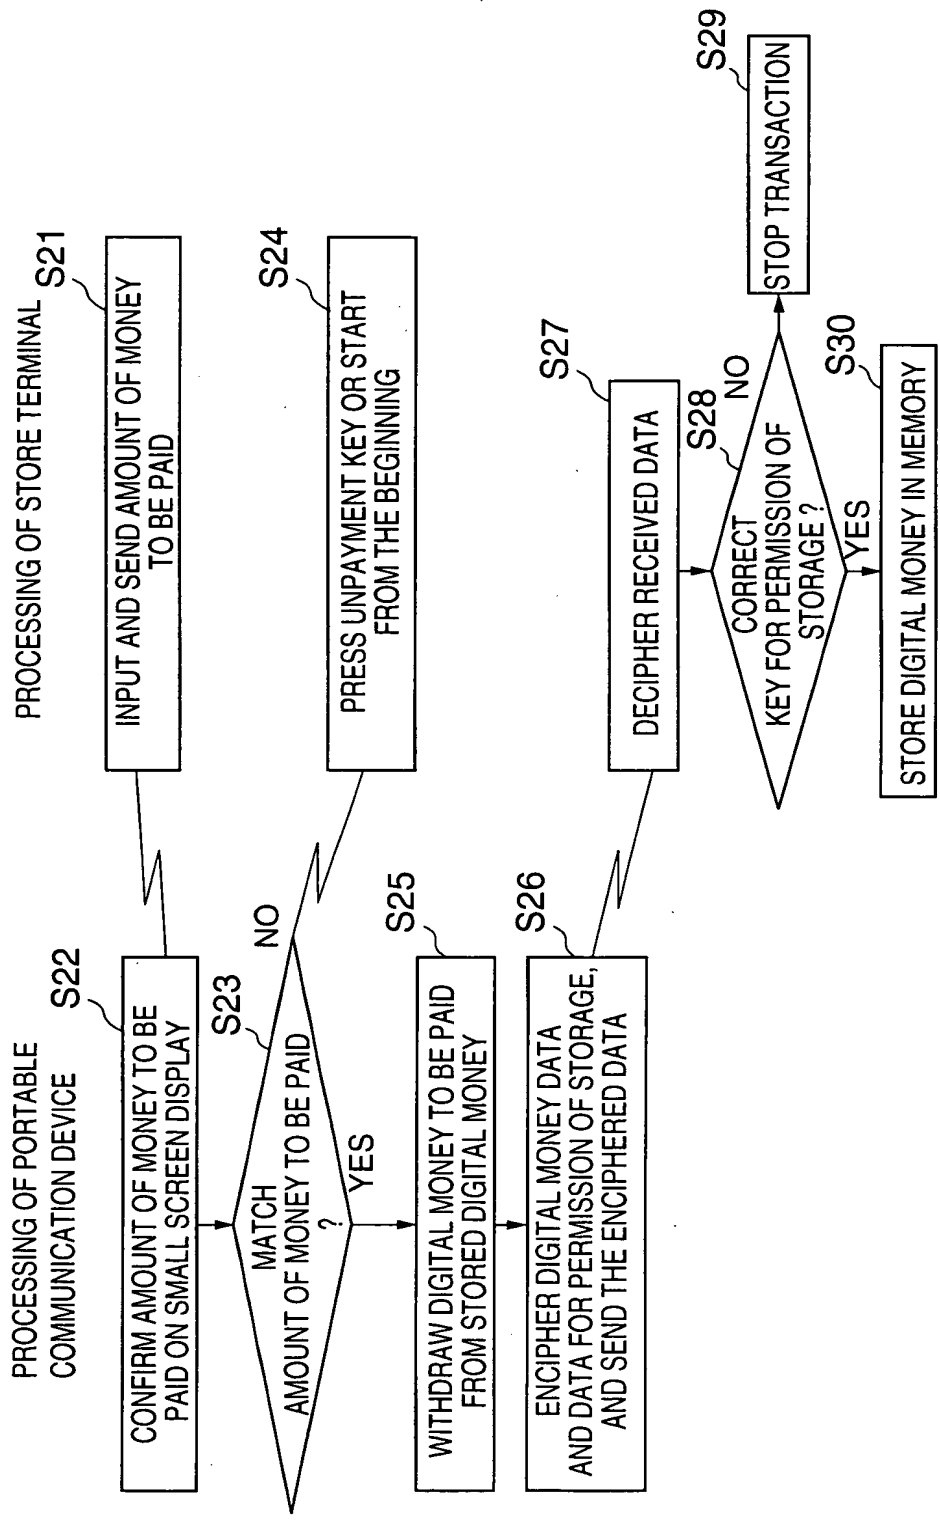 PROCESSING OF PORTABLE
COMMUNICATION DEVICE
PROCESSING OF STORE TERMINAL
S21
INPUT AND SEND AMOUNT OF MONEY
TO BE PAID
S22
CONFIRM AMOUNT OF MONEY TO BE
PAID ON SMALL SCREEN DISPLAY
S23
MATCH
AMOUNT OF MONEY TO BE PAID
?
NO
YES
S24
PRESS UNPAYMENT KEY OR START
FROM THE BEGINNING
S25
WITHDRAW DIGITAL MONEY TO BE PAID
FROM STORED DIGITAL MONEY
S26
ENCIPHER DIGITAL MONEY DATA
AND DATA FOR PERMISSION OF STORAGE,
AND SEND THE ENCIPHERED DATA
S27
DECIPHER RECEIVED DATA
S28
CORRECT
KEY FOR PERMISSION OF
STORAGE ?
NO
YES
S29
STOP TRANSACTION
S30
STORE DIGITAL MONEY IN MEMORY